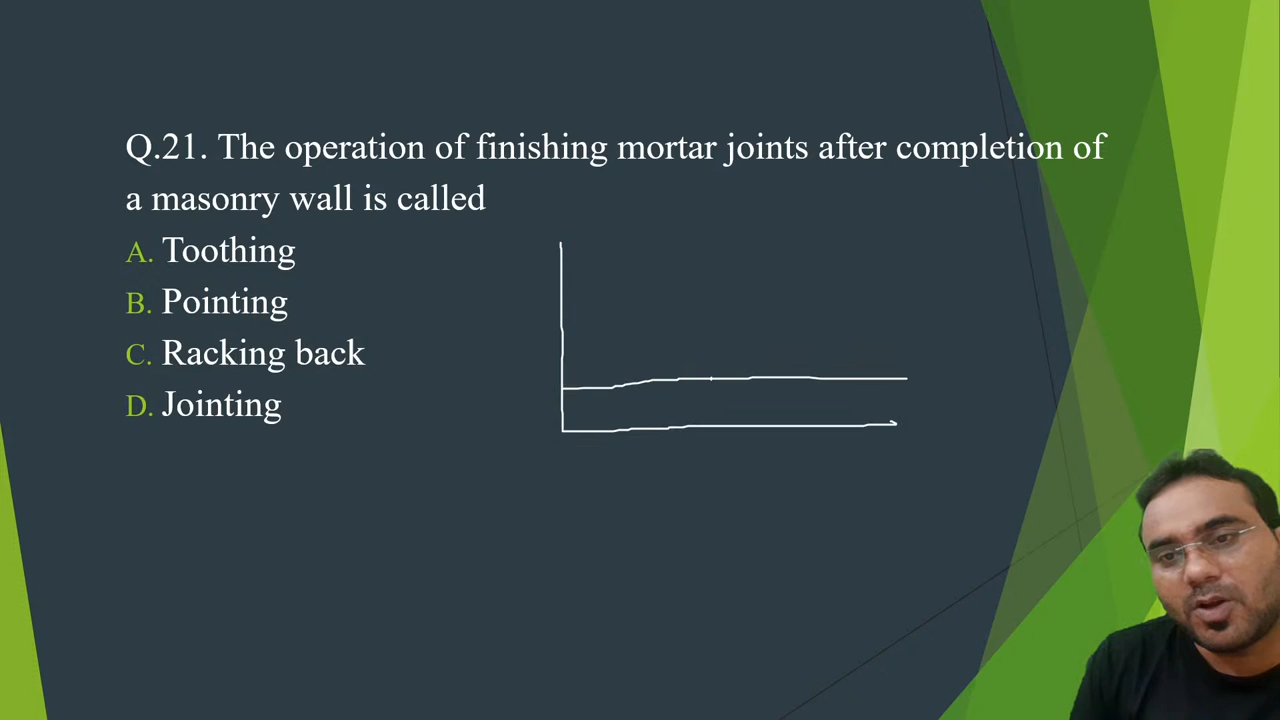 Q.21. The operation of finishing mortar joints after completion of
a masonry wall is called
A. Toothing
B. Pointing
C. Racking back
D. Jointing